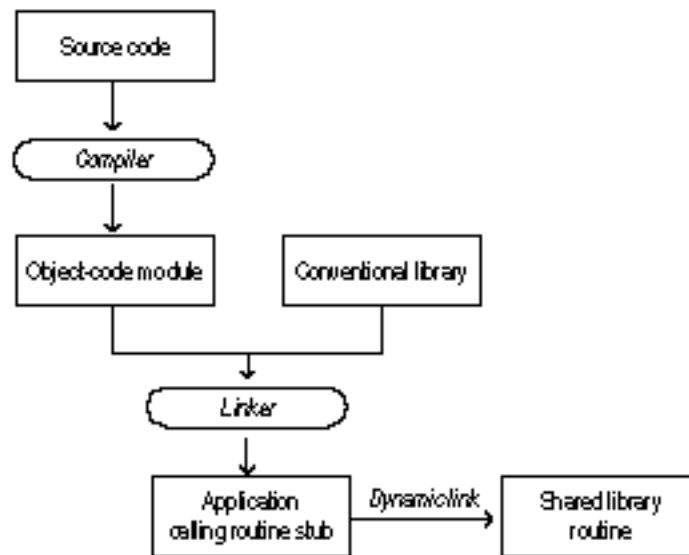 Source code
Compiler
Object-code module
Conventional library
Linker
Application
calling routine stub
Dynamic link
Shared library
routine